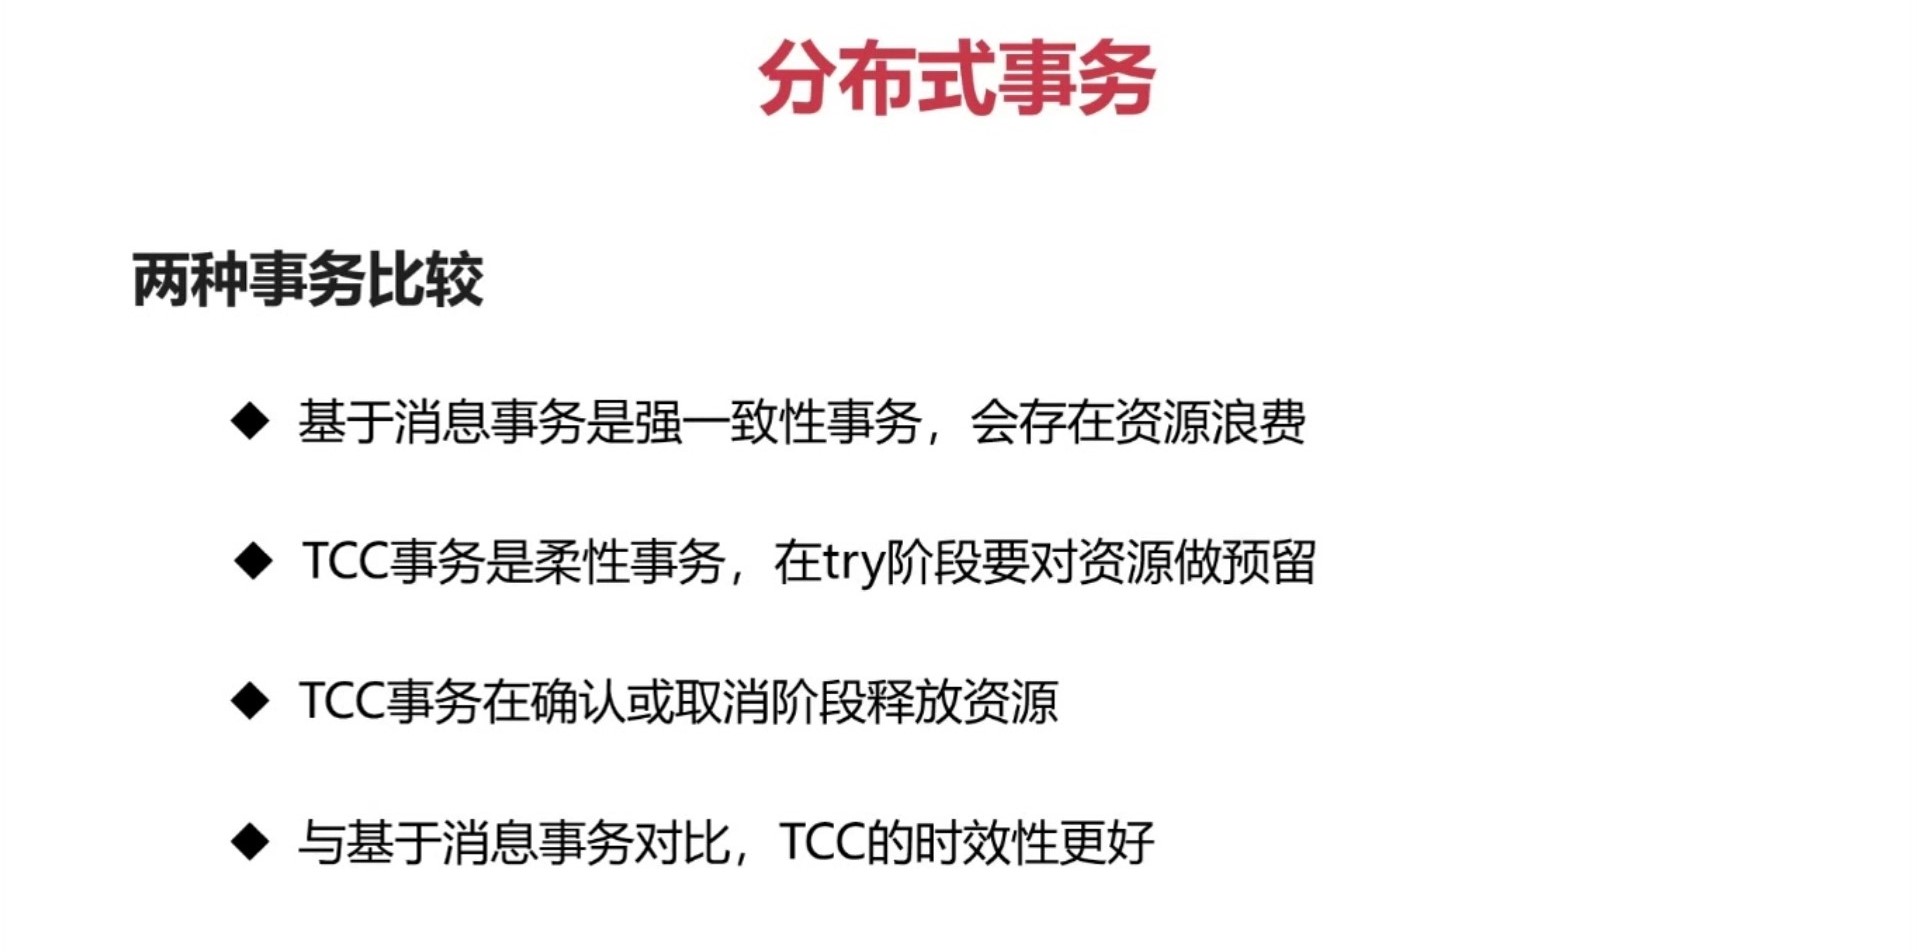 分布式事务
两种事务比较
◆ 基于消息事务是强一致性事务，会存在资源浪费
◆ TCC事务是柔性事务，在try阶段要对资源做预留
◆ TCC事务在确认或取消阶段释放资源
◆ 与基于消息事务对比，TCC的时效性更好